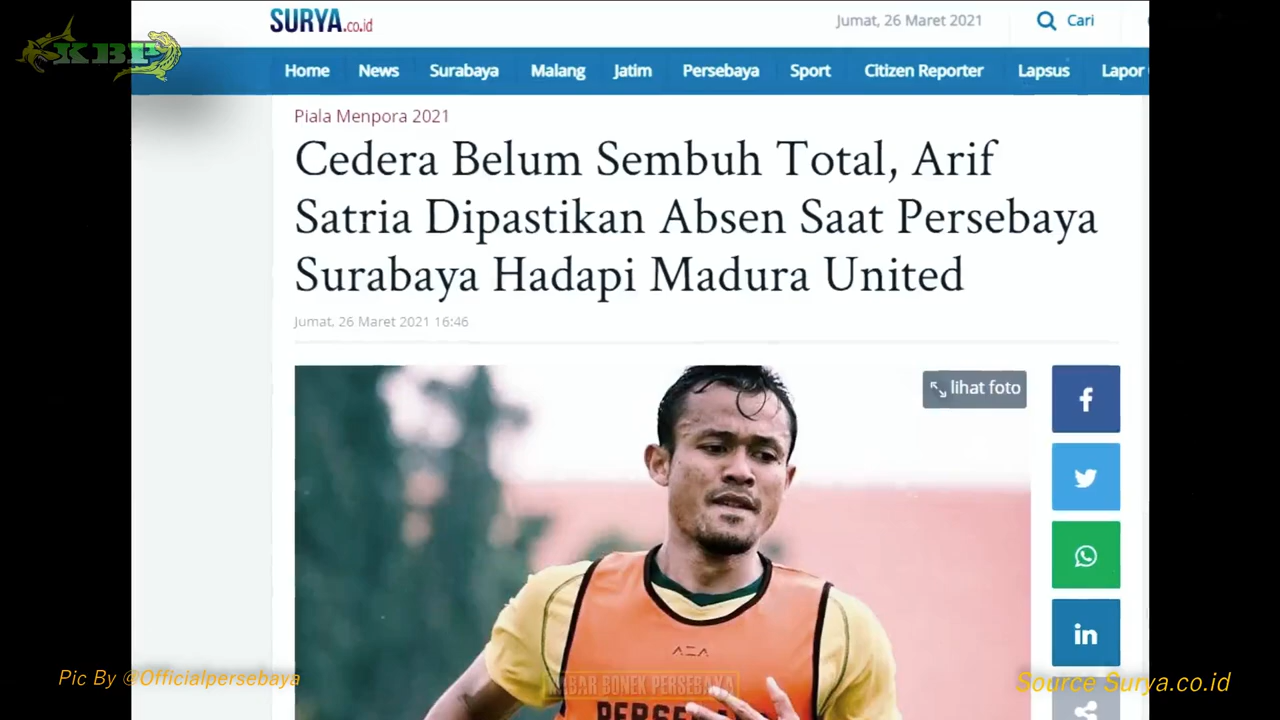 KBP
SURYA.co.id
Jumat, 26 Maret 2021
Cari
Home News Surabaya Malang Jatim Persebaya Sport Citizen Reporter Lapsus Lapor
Piala Menpora 2021
Cedera Belum Sembuh Total, Arif
Satria Dipastikan Absen Saat Persebaya
Surabaya Hadapi Madura United
Jumat, 26 Maret 2021 16:46
lihat foto
Pic By @Officialpersebaya
KABAR BONEK PERSEBAYA
Source Surya.co.id